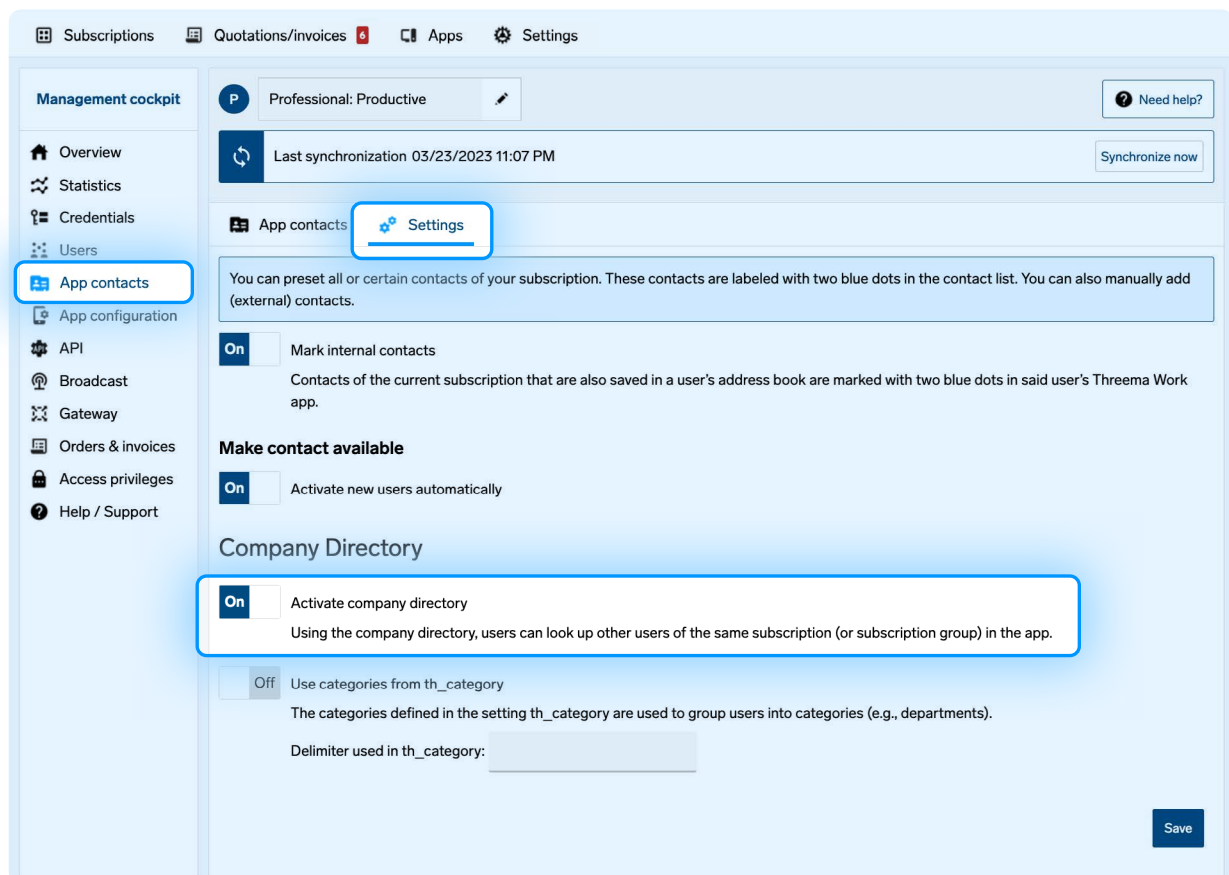 Subscriptions
Quotations/invoices 6
Apps
Settings
Management cockpit
Overview
Statistics
Credentials
Users
App contacts
App configuration
API
Broadcast
Gateway
Orders & invoices
Access privileges
Help / Support
P
Professional: Productive
Need help?
Last synchronization 03/23/2023 11:07 PM
Synchronize now
App contacts
Settings
You can preset all or certain contacts of your subscription. These contacts are labeled with two blue dots in the contact list. You can also manually add
(external) contacts.
On
Mark internal contacts
Contacts of the current subscription that are also saved in a user's address book are marked with two blue dots in said user's Threema Work
app.
Make contact available
On
Activate new users automatically
Company Directory
On
Activate company directory
Using the company directory, users can look up other users of the same subscription (or subscription group) in the app.
Off
Use categories from th_category
The categories defined in the setting th_category are used to group users into categories (e.g., departments).
Delimiter used in th_category:
Save